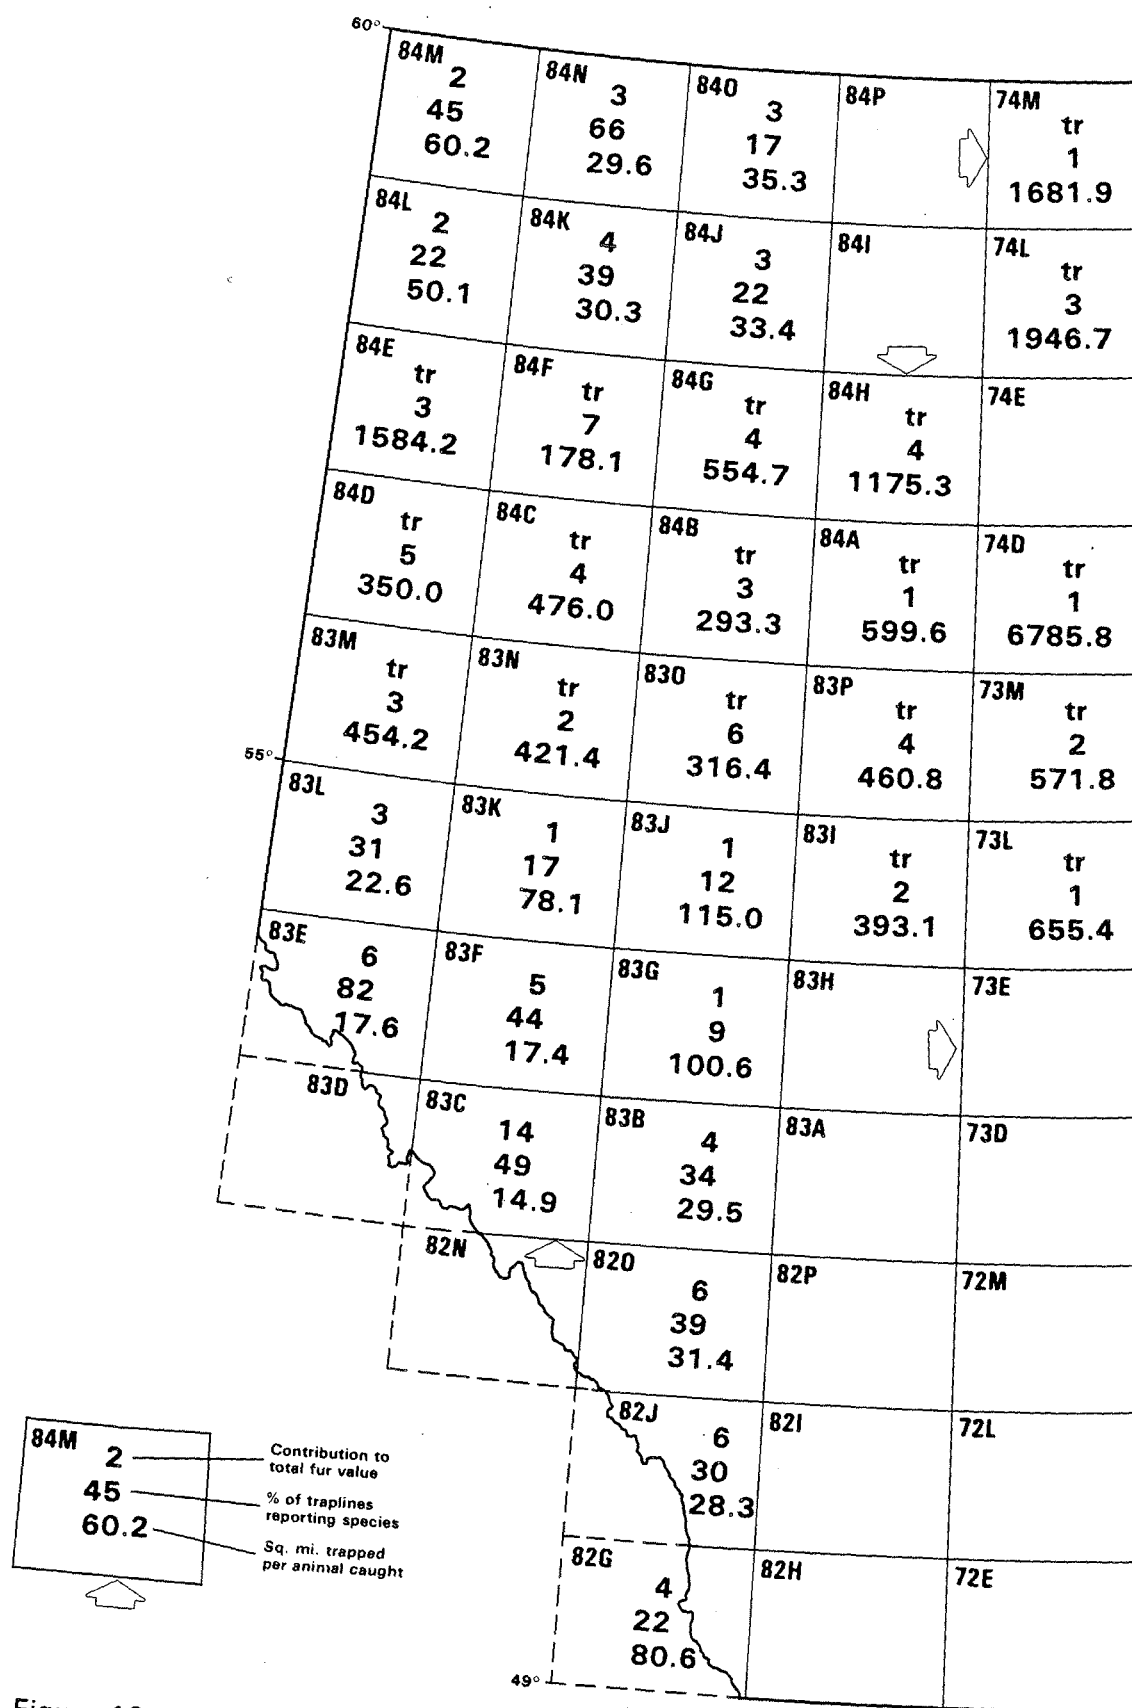 60°
84M
2
45
60.2
84N
3
66
29.6
84O
3
17
35.3
84P
74M
tr
1
1681.9
84L
2
22
50.1
84K
4
39
30.3
84J
3
22
33.4
84I
74L
tr
3
1946.7
84E
tr
3
1584.2
84F
tr
7
178.1
84G
tr
4
554.7
84H
tr
4
1175.3
74E
84D
tr
5
350.0
84C
tr
4
476.0
84B
tr
3
293.3
84A
tr
1
599.6
74D
tr
1
6785.8
83M
tr
3
454.2
83N
tr
2
421.4
83O
tr
6
316.4
83P
tr
4
460.8
73M
tr
2
571.8
55°
83L
3
31
22.6
83K
1
17
78.1
83J
1
12
115.0
83I
tr
2
393.1
73L
tr
1
655.4
83E
6
82
17.6
83F
5
44
17.4
83G
1
9
100.6
83H
73E
83D
83C
14
49
14.9
83B
4
34
29.5
83A
73D
82N
82O
6
39
31.4
82P
72M
82J
6
30
28.3
82I
72L
82G
4
22
80.6
82H
72E
49°
84M
2
45
60.2
Contribution to
total fur value
% of traplines
reporting species
Sq. mi. trapped
per animal caught